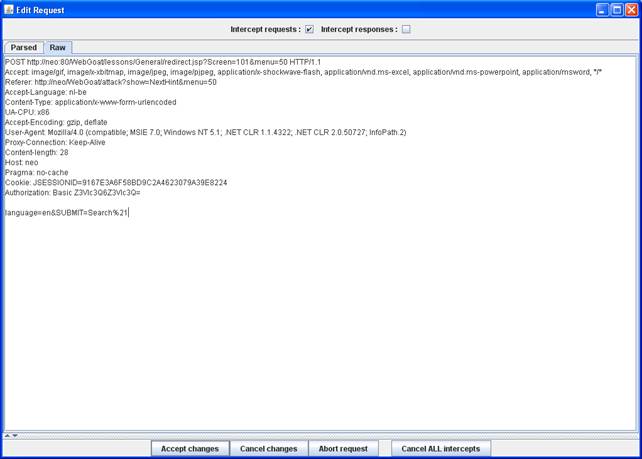 Edit Request
Intercept requests: Intercept responses:
Parsed Raw
POST http://neo:80/WebGoat/lessons/General/redirect.jsp?Screen=101&menu=50 HTTP/1.1
Accept: image/gif, image/x-xbitmap, image/jpeg, image/pjpeg, application/x-shockwave-flash, application/vnd.ms-excel, application/vnd.ms-powerpoint, application/msword, "/"
Referer: http://neo/WebGoat/attack?show=NextHint&menu=50
Accept-Language: nl-be
Content-Type: application/x-www-form-urlencoded
UA-CPU: x86
Accept-Encoding: gzip, deflate
User-Agent: Mozilla/4.0 (compatible; MSIE 7.0; Windows NT 5.1; .NET CLR 1.1.4322; .NET CLR 2.0.50727; InfoPath.2)
Proxy-Connection: Keep-Alive
Content-length: 28
Host: neo
Pragma: no-cache
Cookie: JSESSIONID=9167E3A6F58BD9C2A4623079A39E8224
Authorization: Basic Z3Vlc3Q6Z3Vlc3Q=
language=en&SUBMIT=Search%21
Accept changes Cancel changes Abort request Cancel ALL intercepts